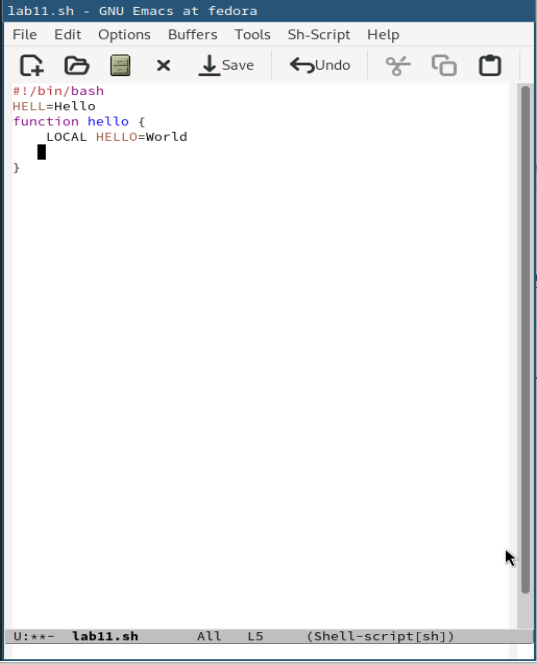 lab11.sh - GNU Emacs at fedora
File Edit Options Buffers Tools Sh-Script Help
Save Undo
#!/bin/bash
HELL=Hello
function hello {
    LOCAL HELLO=World
}
U:**-  lab11.sh       All   L5     (Shell-script[sh])